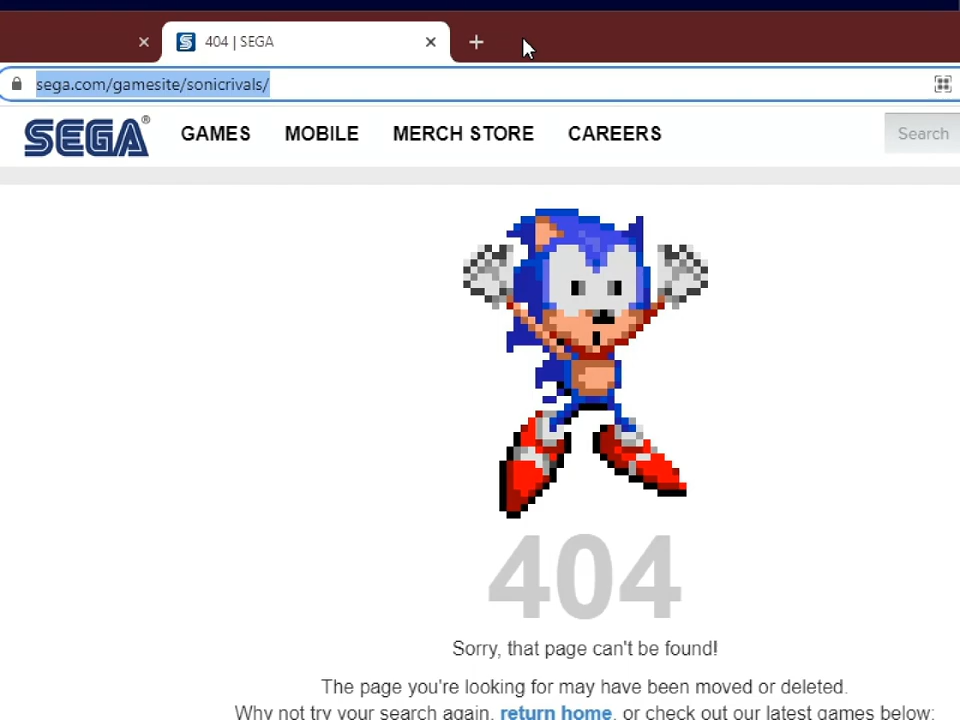 404 | SEGA
sega.com/gamesite/sonicrivals/
SEGA® GAMES MOBILE MERCH STORE CAREERS Search
404
Sorry, that page can't be found!
The page you're looking for may have been moved or deleted.
Why not try your search again, return home, or check out our latest games below: